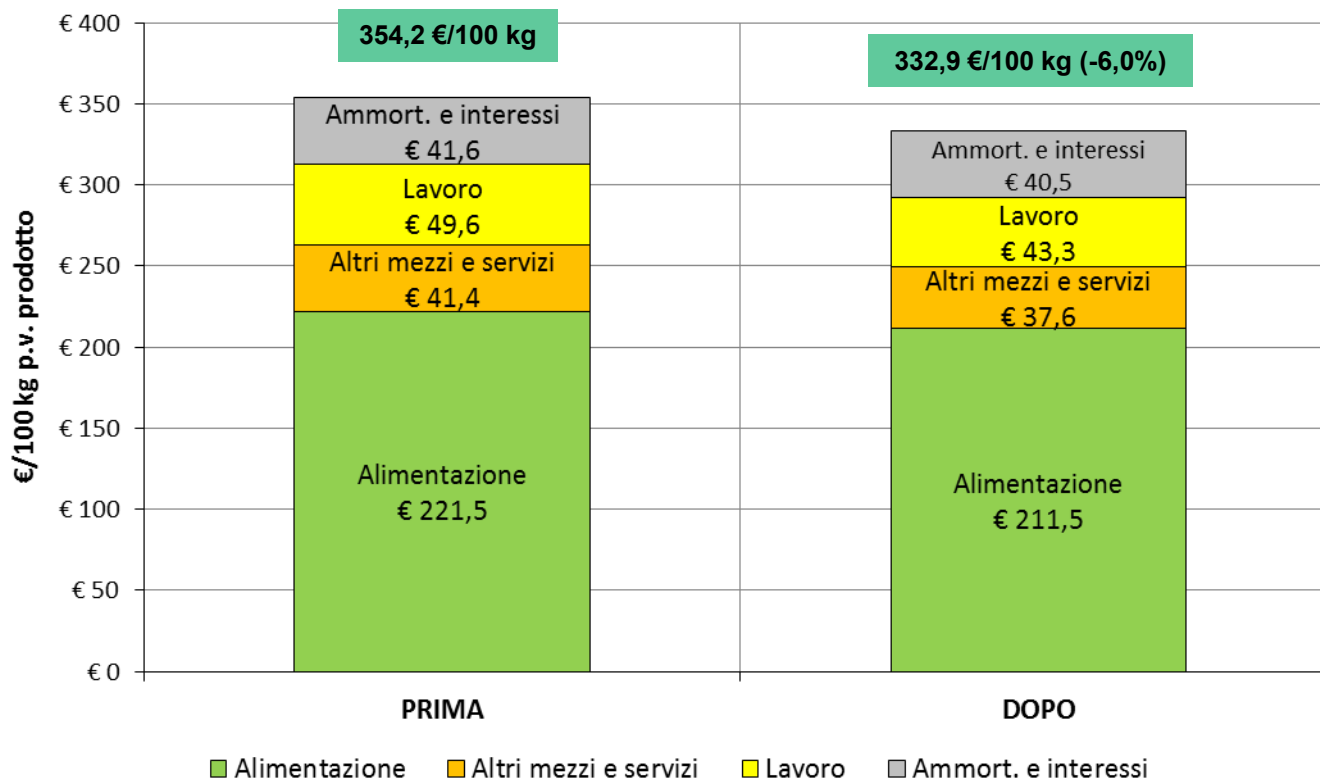 €/100 kg p.v. prodotto
€ 400
€ 350
€ 300
€ 250
€ 200
€ 150
€ 100
€ 50
€ 0
354,2 €/100 kg
Ammort. e interessi
€ 41,6
Lavoro
€ 49,6
Altri mezzi e servizi
€ 41,4
Alimentazione
€ 221,5
PRIMA
332,9 €/100 kg (-6,0%)
Ammort. e interessi
€ 40,5
Lavoro
€ 43,3
Altri mezzi e servizi
€ 37,6
Alimentazione
€ 211,5
DOPO
Alimentazione Altri mezzi e servizi Lavoro Ammort. e interessi